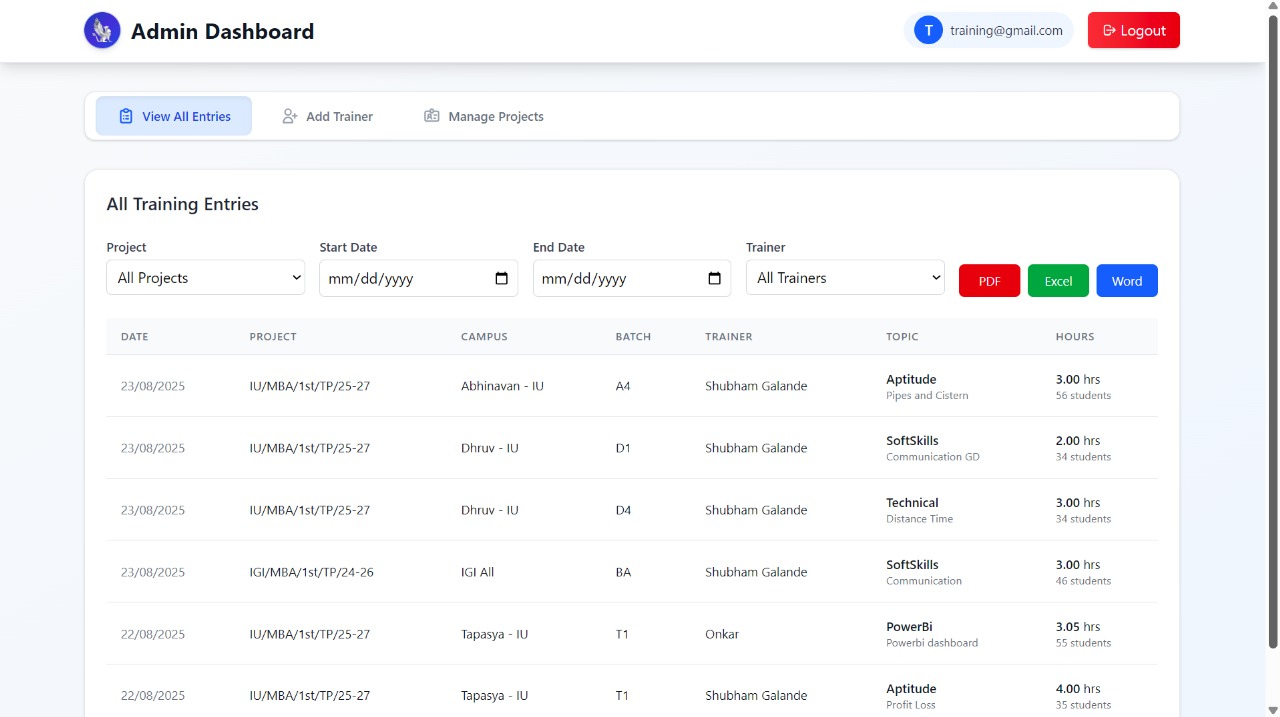 Admin Dashboard
T training@gmail.com Logout
View All Entries Add Trainer Manage Projects
All Training Entries
Project Start Date End Date Trainer
All Projects mm/dd/yyyy mm/dd/yyyy All Trainers PDF Excel Word
DATE PROJECT CAMPUS BATCH TRAINER TOPIC HOURS
23/08/2025 IU/MBA/1st/TP/25-27 Abhinavan - IU A4 Shubham Galande Aptitude 3.00 hrs
Pipes and Cistern 56 students
23/08/2025 IU/MBA/1st/TP/25-27 Dhruv - IU D1 Shubham Galande SoftSkills 2.00 hrs
Communication GD 34 students
23/08/2025 IU/MBA/1st/TP/25-27 Dhruv - IU D4 Shubham Galande Technical 3.00 hrs
Distance Time 34 students
23/08/2025 IGI/MBA/1st/TP/24-26 IGI All BA Shubham Galande SoftSkills 3.00 hrs
Communication 46 students
22/08/2025 IU/MBA/1st/TP/25-27 Tapasya - IU T1 Onkar PowerBi 3.05 hrs
Powerbi dashboard 55 students
22/08/2025 IU/MBA/1st/TP/25-27 Tapasya - IU T1 Shubham Galande Aptitude 4.00 hrs
Profit Loss 35 students